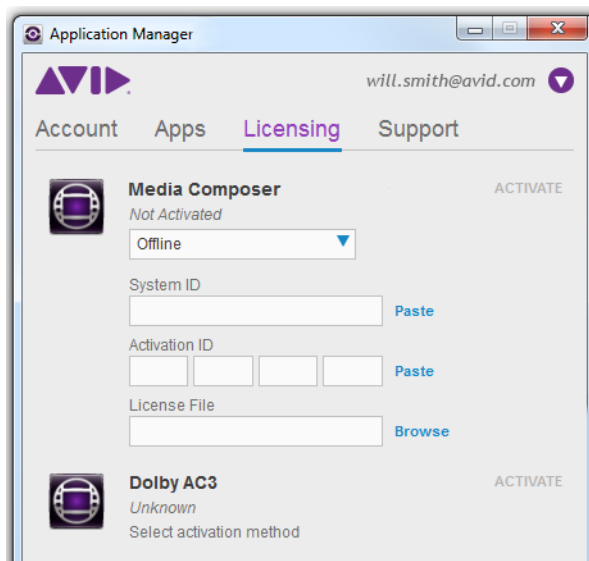 Application Manager
AVID
will.smith@avid.com
Account Apps Licensing Support
Media Composer ACTIVATE
Not Activated
Offline
System ID
Paste
Activation ID
Paste
License File
Browse
Dolby AC3 ACTIVATE
Unknown
Select activation method